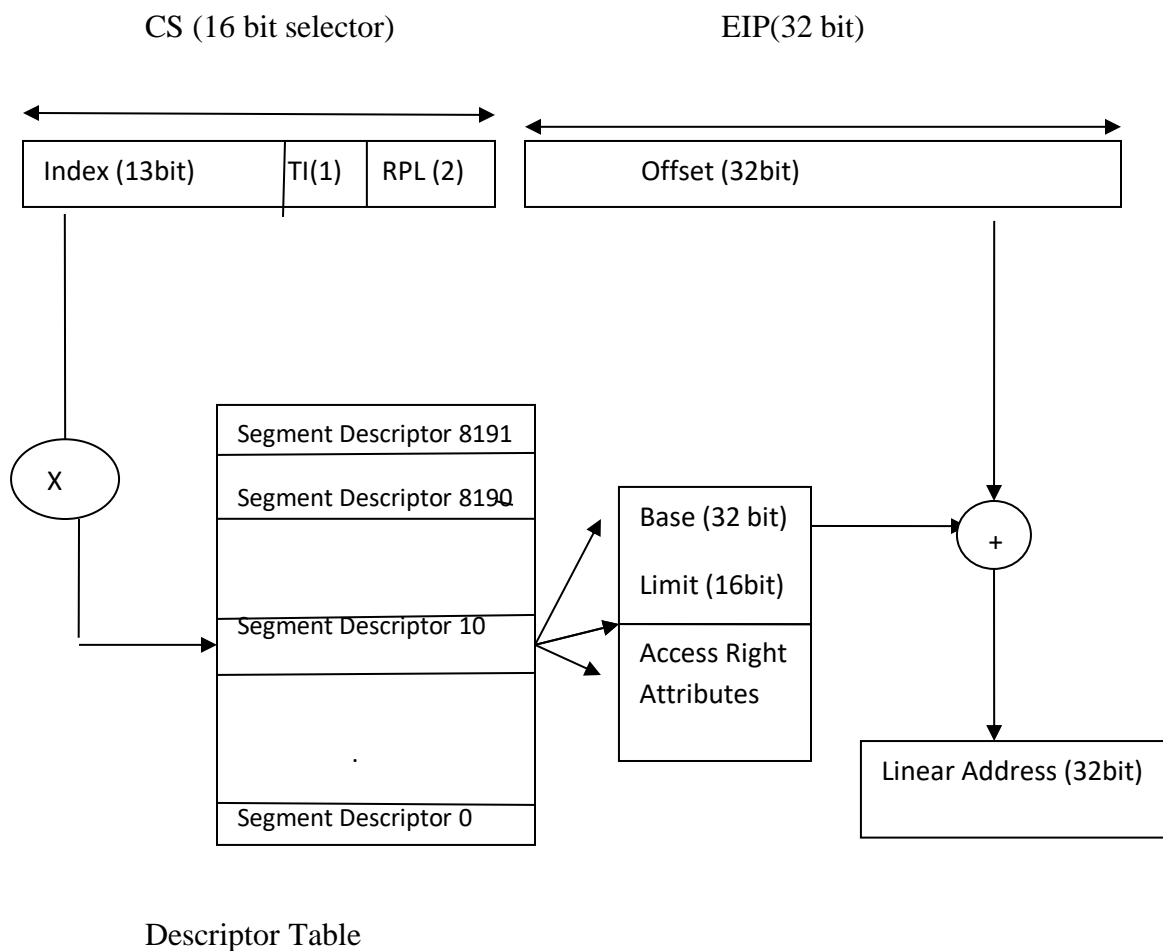 CS (16 bit selector)
EIP(32 bit)
Index (13bit)
TI(1)
RPL (2)
Offset (32bit)
Segment Descriptor 8191
X
Segment Descriptor 8190
Base (32 bit)
+
Limit (16bit)
Segment Descriptor 10
Access Right
Attributes
.
Linear Address (32bit)
Segment Descriptor 0
Descriptor Table